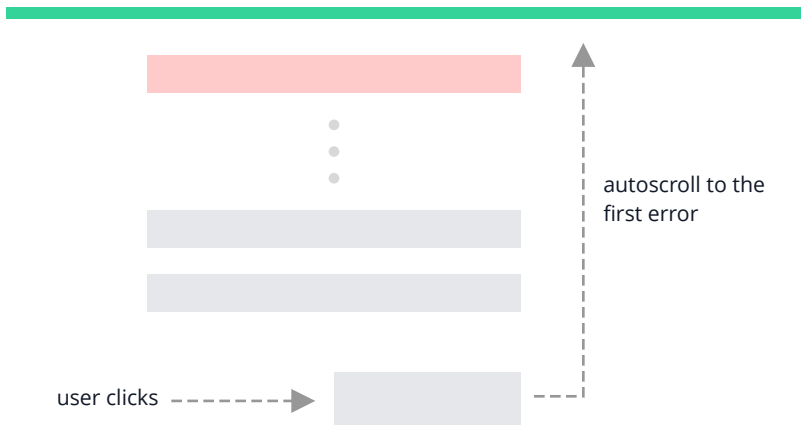 autoscroll to the
first error
user clicks